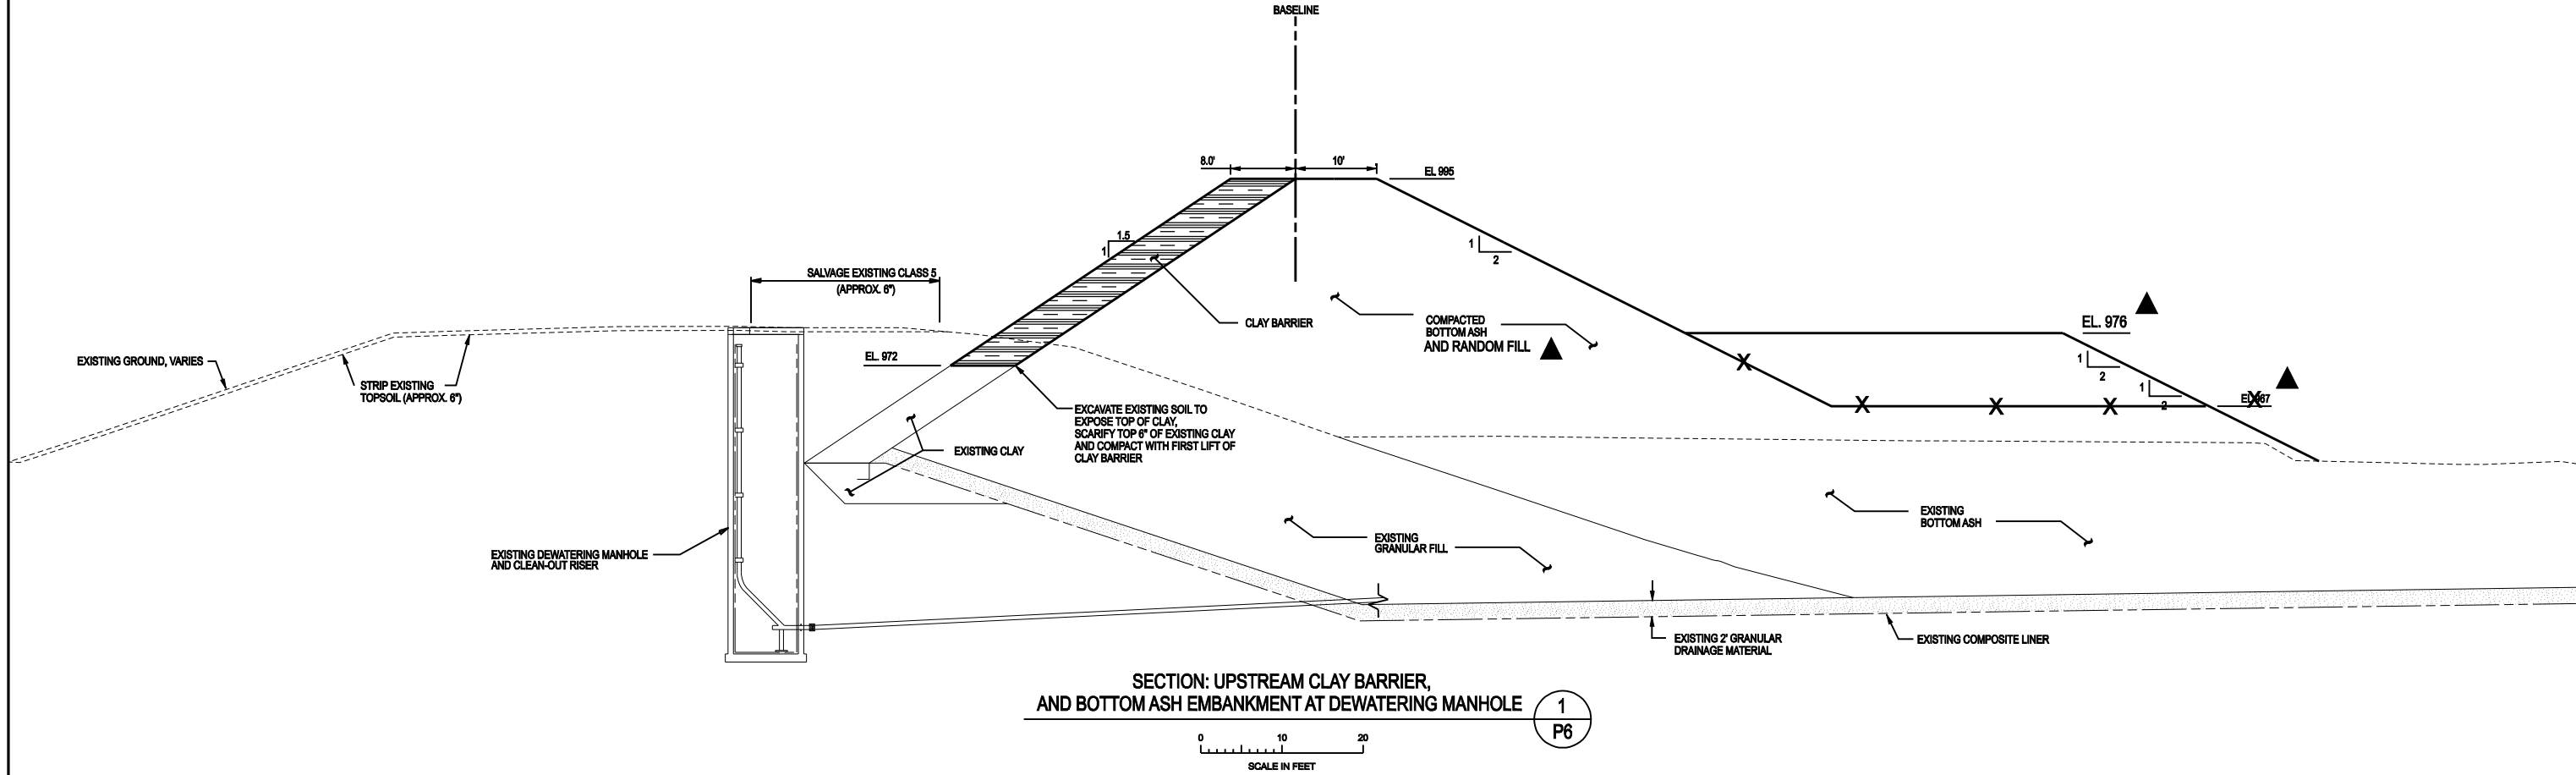 BASELINE
8.0'
10'
EL 995
1.5
1
1
2
SALVAGE EXISTING CLASS 5
(APPROX. 6")
CLAY BARRIER
COMPACTED
BOTTOM ASH
AND RANDOM FILL
EL. 976
1
2
1
2
EL 967
X
X
X
X
X
EXISTING GROUND, VARIES
STRIP EXISTING
TOPSOIL (APPROX. 6")
EL. 972
EXCAVATE EXISTING SOIL TO
EXPOSE TOP OF CLAY,
SCARIFY TOP 6" OF EXISTING CLAY
AND COMPACT WITH FIRST LIFT OF
CLAY BARRIER
EXISTING CLAY
EXISTING DEWATERING MANHOLE
AND CLEAN-OUT RISER
EXISTING
GRANULAR FILL
EXISTING
BOTTOM ASH
EXISTING 2' GRANULAR
DRAINAGE MATERIAL
EXISTING COMPOSITE LINER
SECTION: UPSTREAM CLAY BARRIER,
AND BOTTOM ASH EMBANKMENT AT DEWATERING MANHOLE
1
P6
0 10 20
SCALE IN FEET